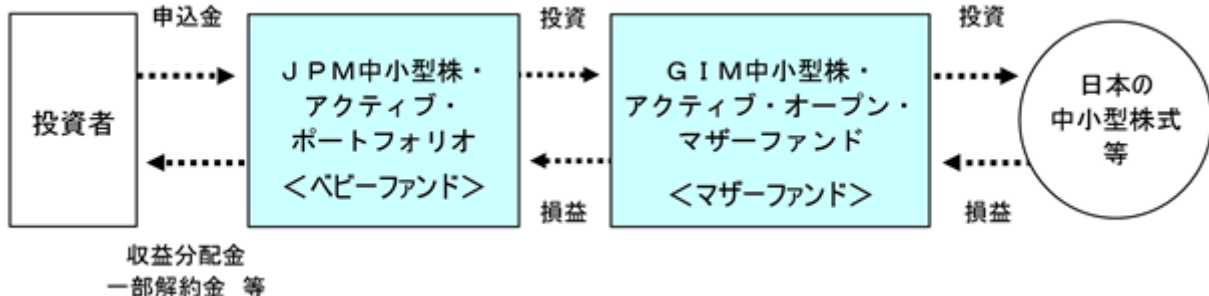 申込金
投資
投資
投資者
ＪＰＭ中小型株・
アクティブ・
ポートフォリオ
＜ベビーファンド＞
ＧＩＭ中小型株・
アクティブ・オープン・
マザーファンド
＜マザーファンド＞
日本の
中小型株式
等
損益
損益
収益分配金
一部解約金　等